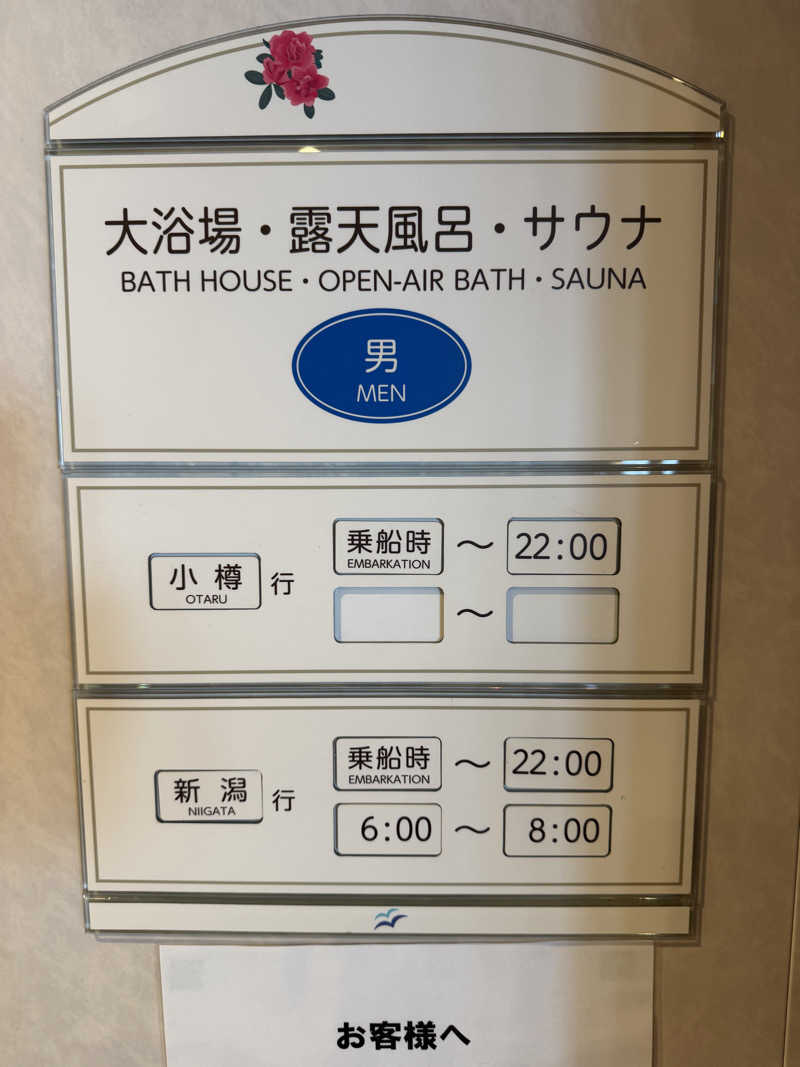 大浴場・露天風呂・サウナ
BATH HOUSE・OPEN-AIR BATH・SAUNA
男
MEN
小樽
OTARU
行
乗船時
EMBARKATION
～
22:00
～
新潟
NIIGATA
行
乗船時
EMBARKATION
～
22:00
6:00
～
8:00
お客様へ